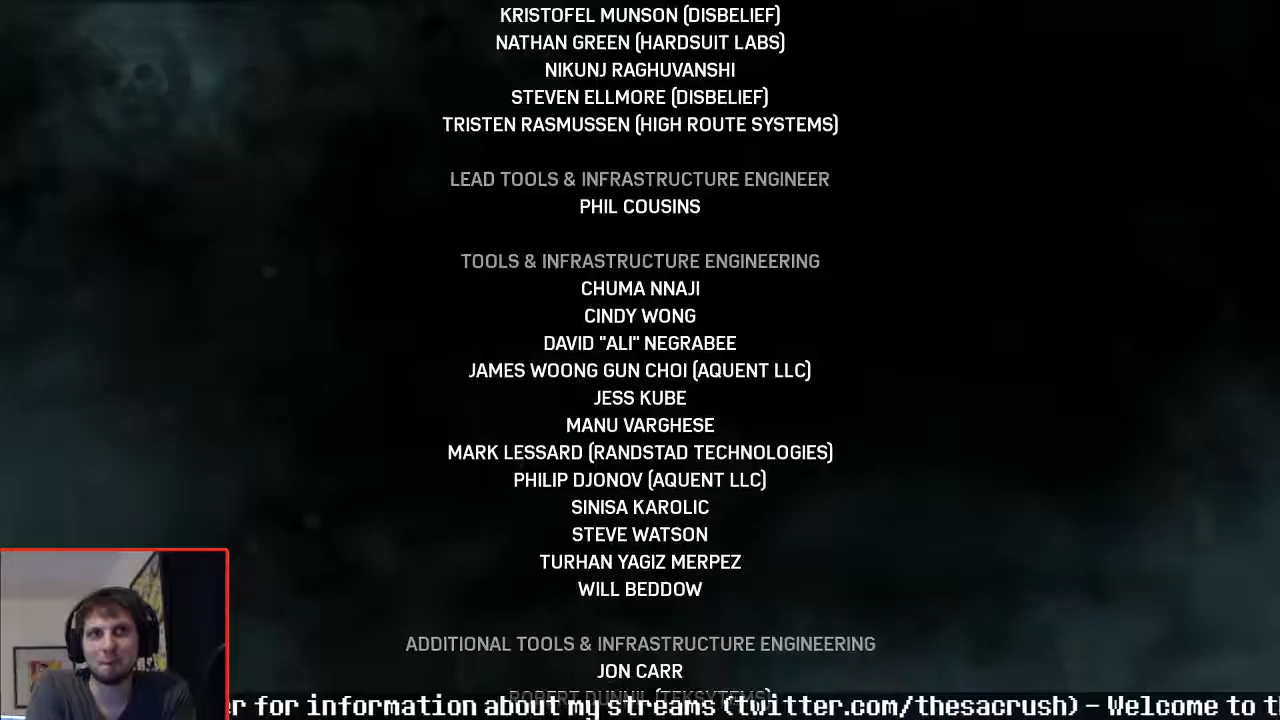 KRISTOFEL MUNSON (DISBELIEF)
NATHAN GREEN (HARDSUIT LABS)
NIKUNJ RAGHUVANSHI
STEVEN ELLMORE (DISBELIEF)
TRISTEN RASMUSSEN (HIGH ROUTE SYSTEMS)
LEAD TOOLS & INFRASTRUCTURE ENGINEER
PHIL COUSINS
TOOLS & INFRASTRUCTURE ENGINEERING
CHUMA NNAJI
CINDY WONG
DAVID "ALI" NEGRABEE
JAMES WOONG GUN CHOI (AQUENT LLC)
JESS KUBE
MANU VARGHESE
MARK LESSARD (RANDSTAD TECHNOLOGIES)
PHILIP DJONOV (AQUENT LLC)
SINISA KAROLIC
STEVE WATSON
TURHAN YAGIZ MERPEZ
WILL BEDDOW
ADDITIONAL TOOLS & INFRASTRUCTURE ENGINEERING
JON CARR
ROBERT DUNNIL (TEKSYTEMS)
er for information about my streams (twitter.com/thesacrush) - Welcome to t